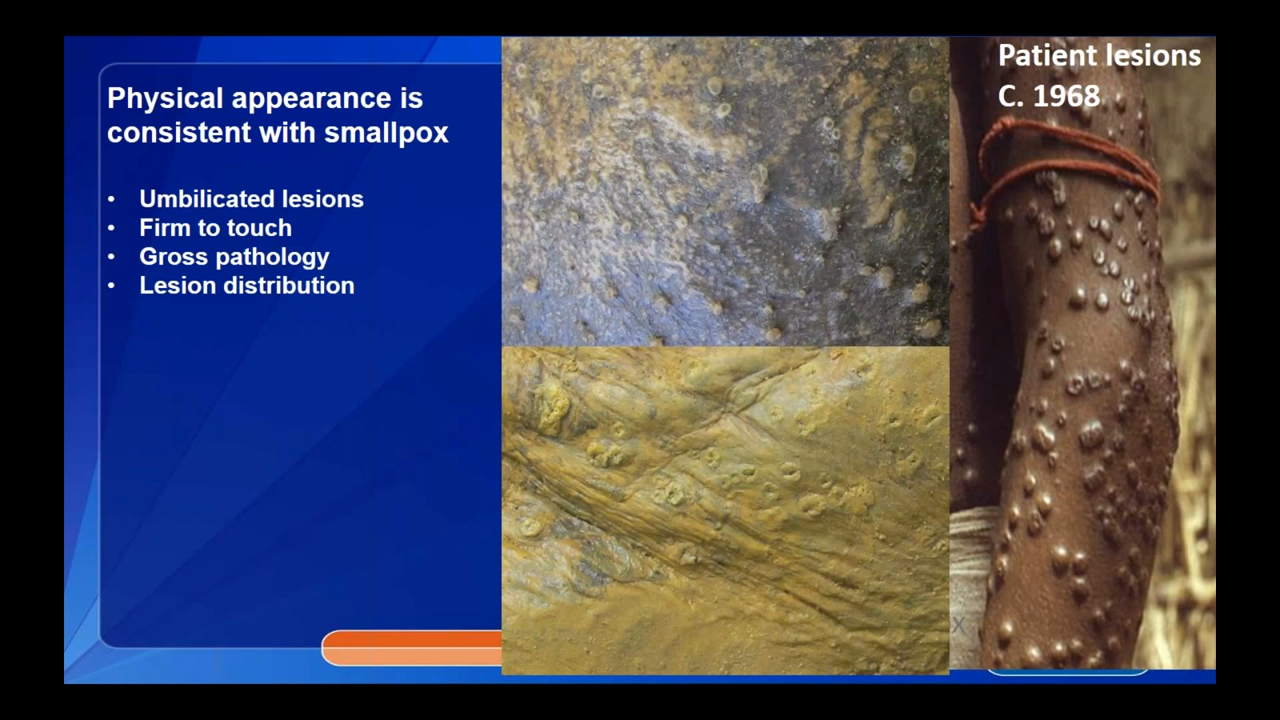 Physical appearance is
consistent with smallpox
• Umbilicated lesions
• Firm to touch
• Gross pathology
• Lesion distribution
Patient lesions
C. 1968
X